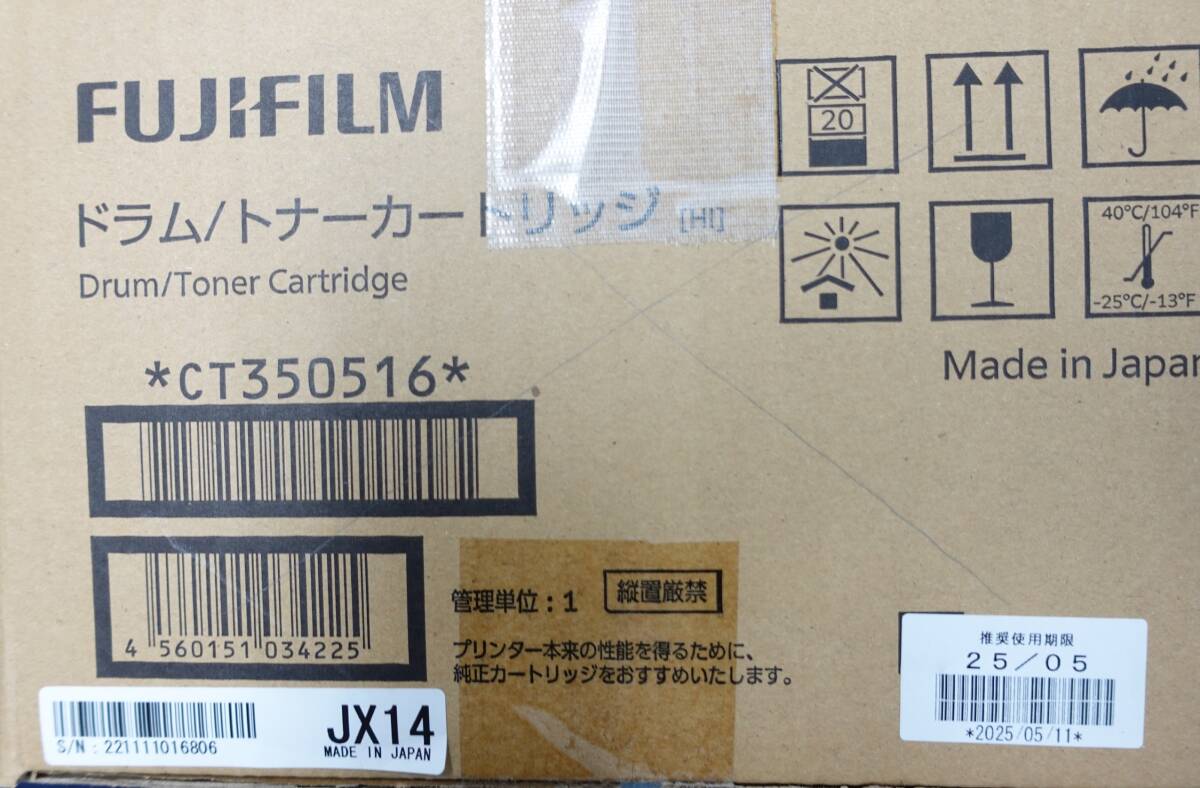 FUJIFILM
ドラム/トナーカートリッジ [HI]
Drum/Toner Cartridge
20
40°C/104°F
-25°C/-13°F
Made in Japan
*CT350516*
4 560151 034225
管理単位：1
縦置厳禁
プリンター本来の性能を得るために、
純正カートリッジをおすすめいたします。
推奨使用期限
25/05
*2025/05/11*
JX14
S/N : 221111016806
MADE IN JAPAN